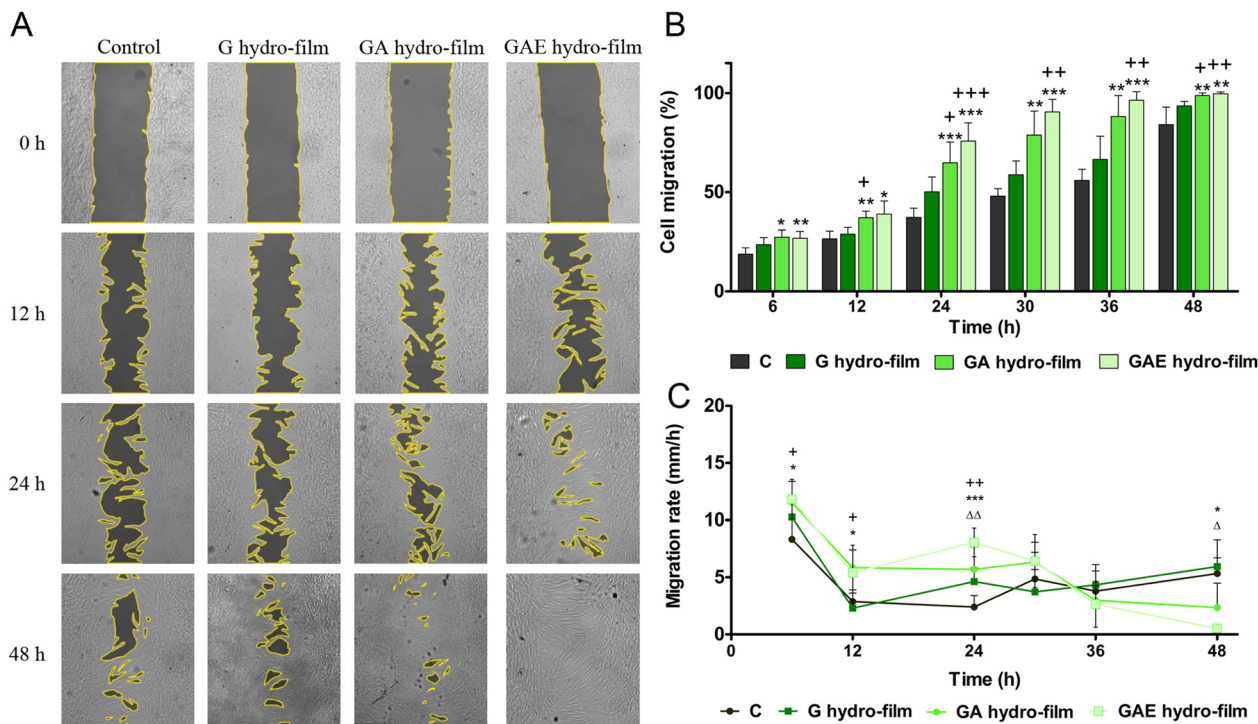 A
Control
G hydro-film
GA hydro-film
GAE hydro-film
0 h
12 h
24 h
48 h
B
Cell migration (%)
100
50
0
*
**
+
**
*
+
***
+++
***
**
++
***
**
++
***
+
**
++
**
6
12
24
30
36
48
Time (h)
C
G hydro-film
GA hydro-film
GAE hydro-film
C
Migration rate (mm/h)
20
15
10
5
0
+
*
+
*
++
***
ΔΔ
*
Δ
0
12
24
36
48
Time (h)
C
G hydro-film
GA hydro-film
GAE hydro-film